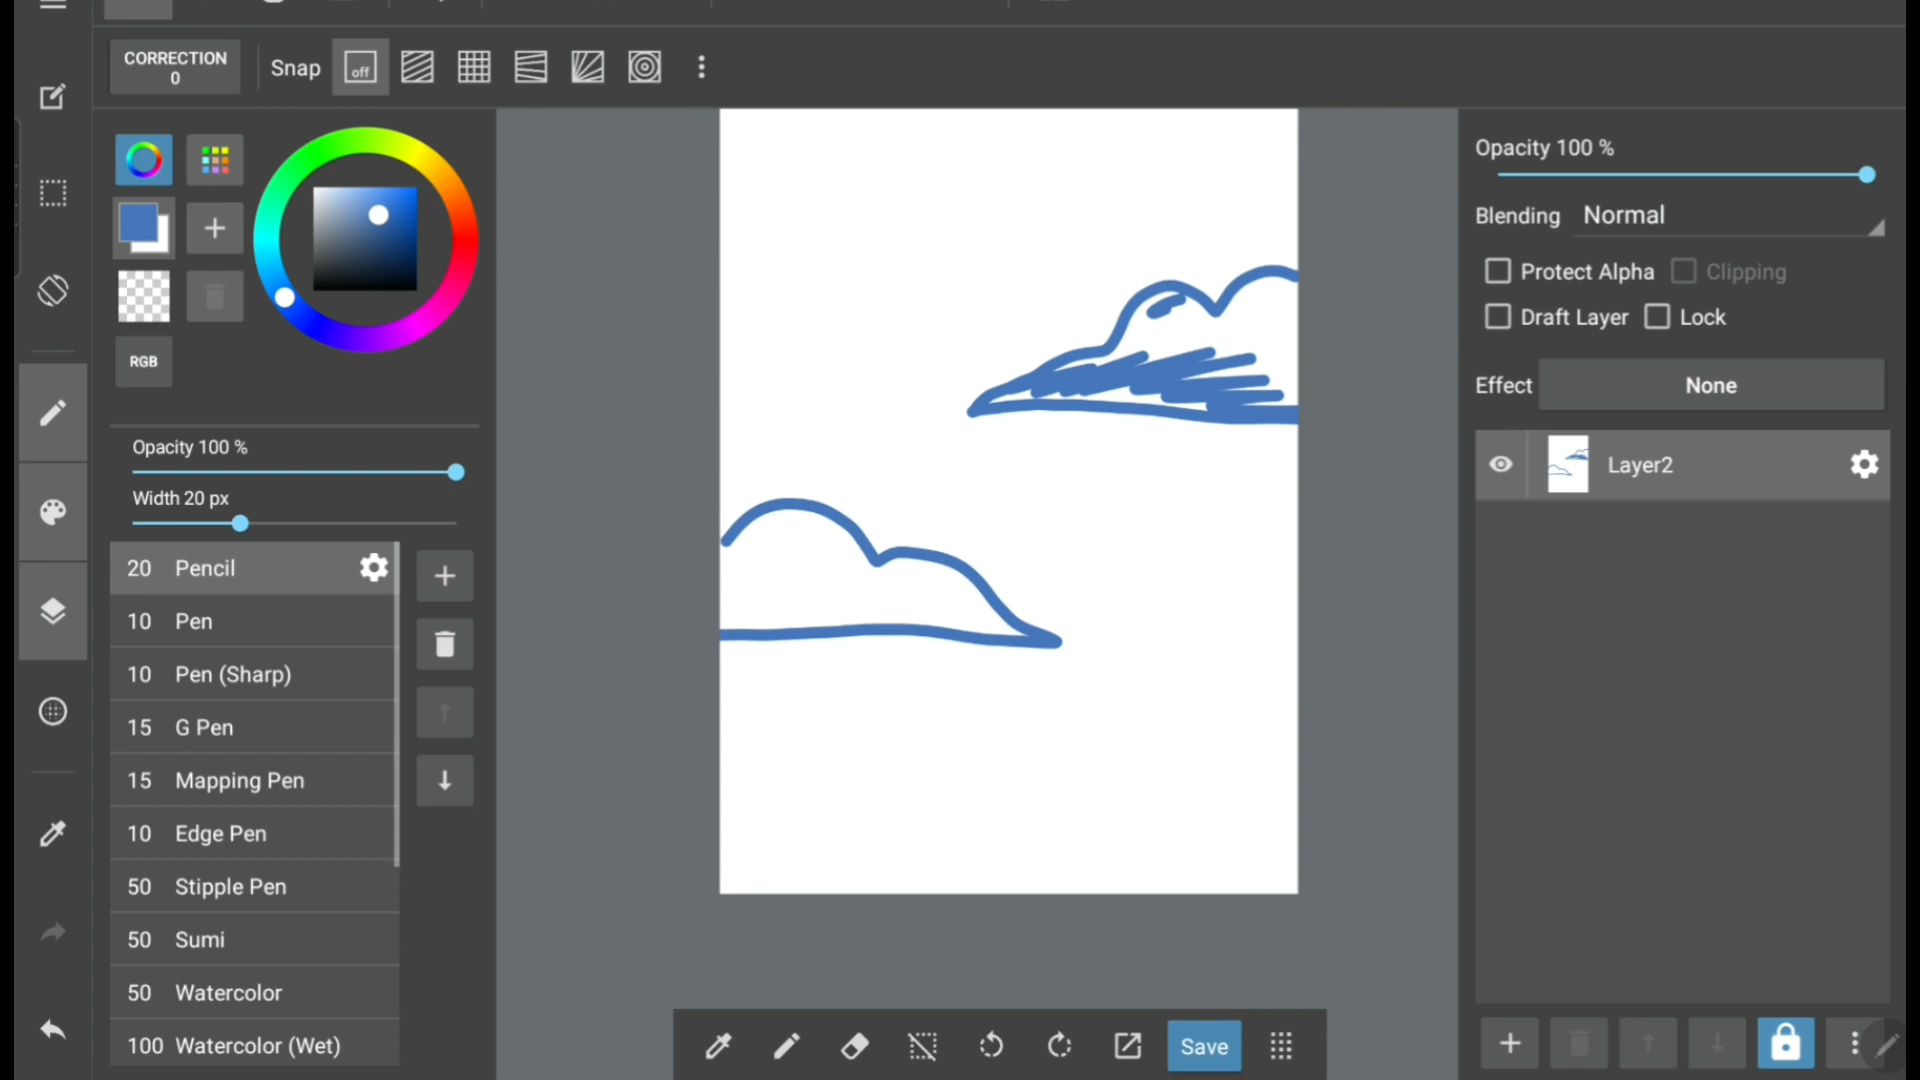 CORRECTION
0
Snap
off
RGB
Opacity 100 %
Width 20 px
20 Pencil
10 Pen
10 Pen (Sharp)
15 G Pen
15 Mapping Pen
10 Edge Pen
50 Stipple Pen
50 Sumi
50 Watercolor
100 Watercolor (Wet)
Save
Opacity 100 %
Blending Normal
Protect Alpha Clipping
Draft Layer Lock
Effect None
Layer2